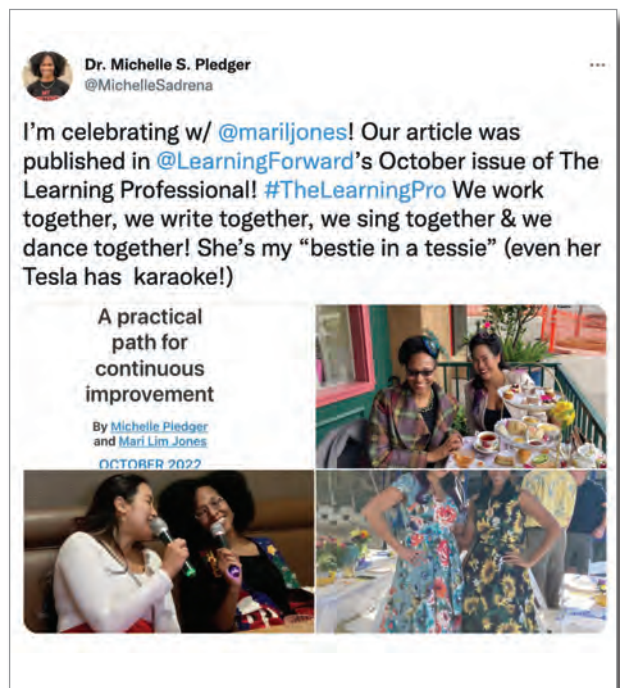 Dr. Michelle S. Pledger
@MichelleSadrena
I'm celebrating w/ @mariljones! Our article was
published in @LearningForward's October issue of The
Learning Professional! #TheLearningPro We work
together, we write together, we sing together & we
dance together! She's my “bestie in a tessie” (even her
Tesla has  karaoke!)
A practical
path for
continuous
improvement
By Michelle Pledger
and Mari Lim Jones
OCTOBER 2022